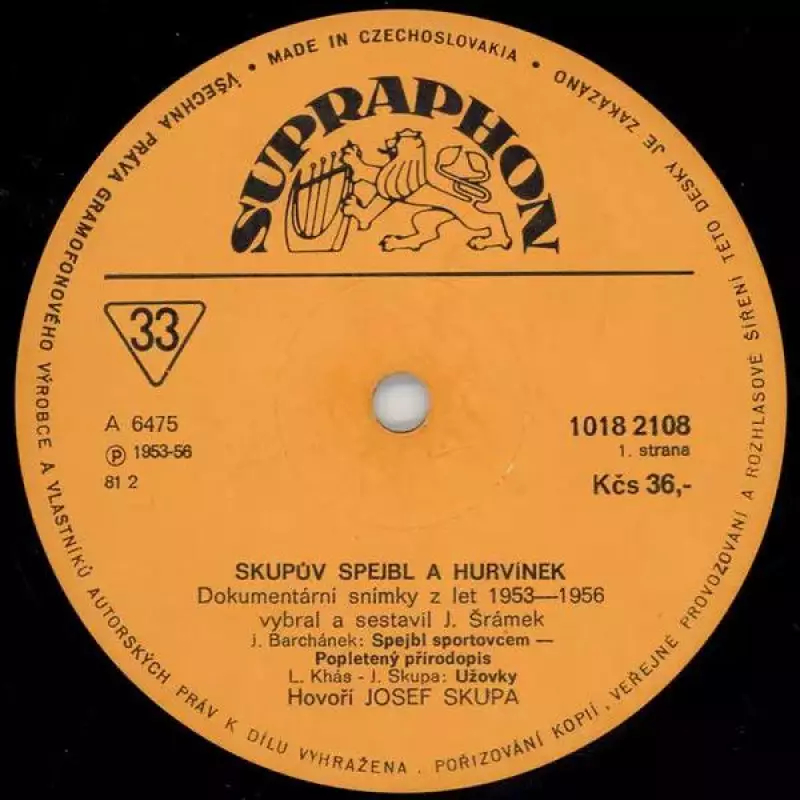 • MADE IN CZECHOSLOVAKIA •
VŠECHNA PRÁVA GRAMOFONOVÉHO VÝROBCE A VLASTNÍKŮ AUTORSKÝCH PRÁV K DÍLU VYHRAŽENA . POŘIZOVÁNÍ KOPIÍ , VEŘEJNÉ PROVOZOVÁNÍ A ROZHLASOVÉ ŠÍŘENÍ TÉTO DESKY JE ZAKÁZÁNO
SUPRAPHON
33
A 6475
℗ 1953-56
81 2
1018 2108
1. strana
Kčs 36,-
SKUPŮV SPEJBL A HURVÍNEK
Dokumentární snímky z let 1953—1956
vybral a sestavil J. Šrámek
J. Barchánek: Spejbl sportovcem —
Popletený přírodopis
L. Khás - J. Skupa: Užovky
Hovoří JOSEF SKUPA